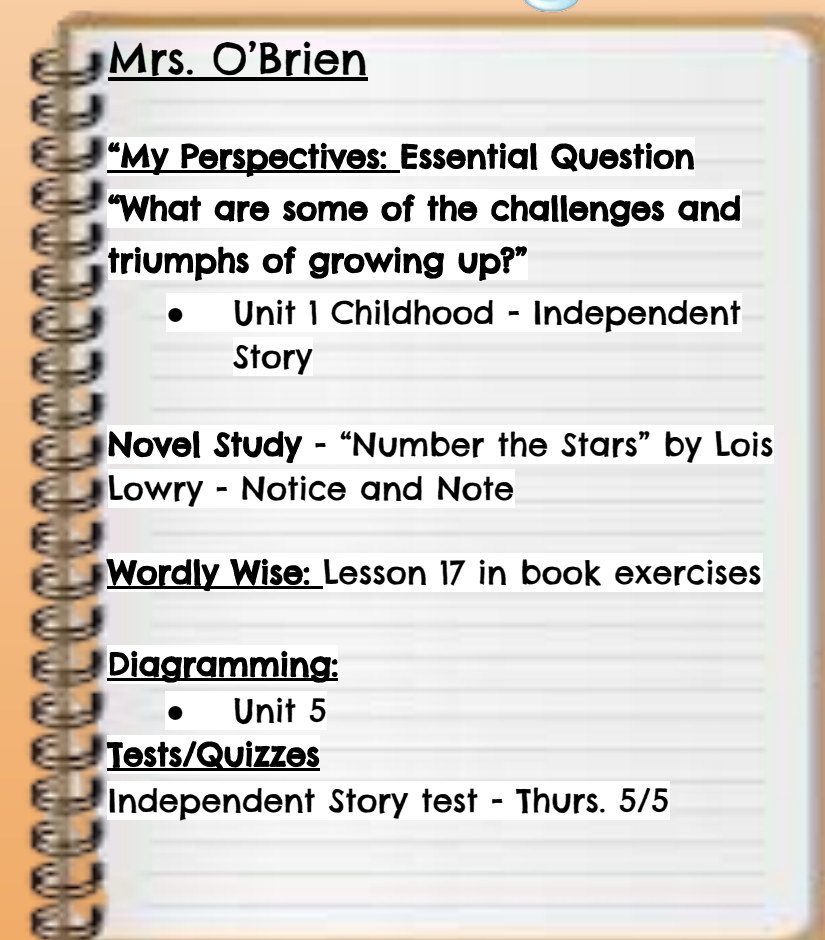 Mrs. O’Brien
“My Perspectives: Essential Question
“What are some of the challenges and
triumphs of growing up?”
● Unit 1 Childhood - Independent
Story
Novel Study - “Number the Stars” by Lois
Lowry - Notice and Note
Wordly Wise: Lesson 17 in book exercises
Diagramming:
● Unit 5
Tests/Quizzes
Independent Story test - Thurs. 5/5